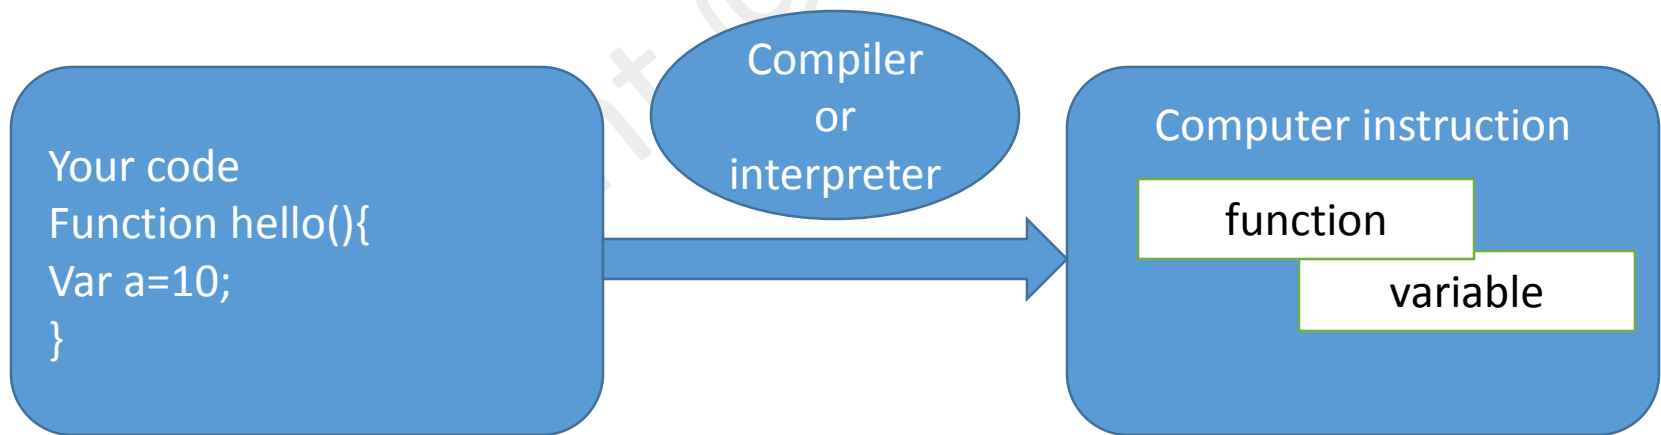 Your code
Function hello(){
Var a=10;
}
Compiler
or
interpreter
Computer instruction
function
variable